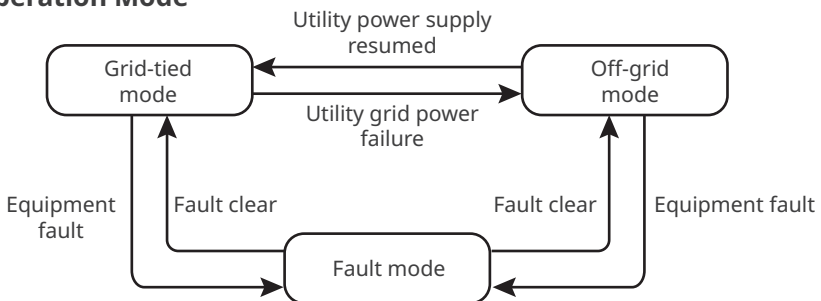 Mode
Utility power supply
resumed
Grid-tied
mode
Off-grid
mode
Utility grid power
failure
Equipment
fault
Fault clear
Fault clear
Equipment fault
Fault mode